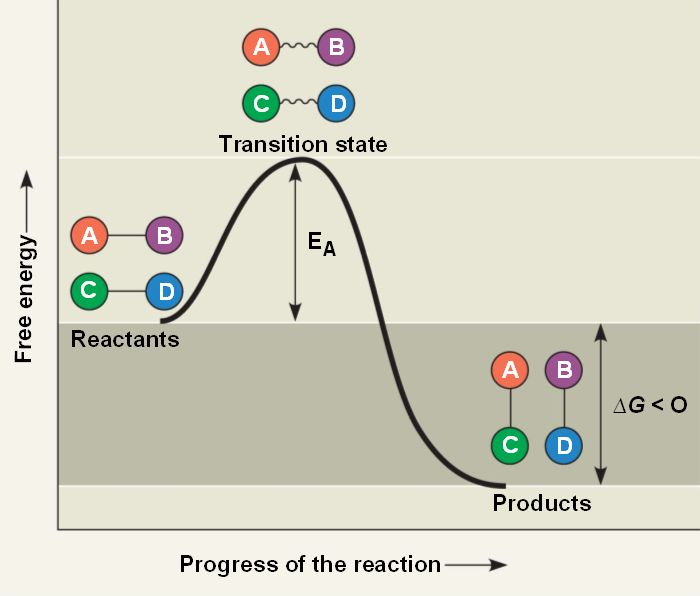 A B
C D
Transition state
A B
E_A
C D
Reactants
A B
C D
ΔG < O
Products
Free energy
Progress of the reaction